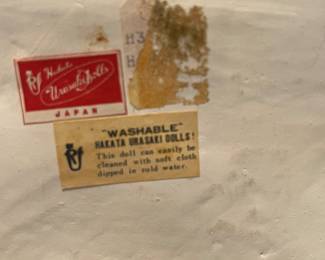 H3
H
Hakata
Urasaki Dolls
JAPAN
"WASHABLE"
HAKATA URASAKI DOLLS!
This doll can easily be
cleaned with soft cloth
dipped in cold water.